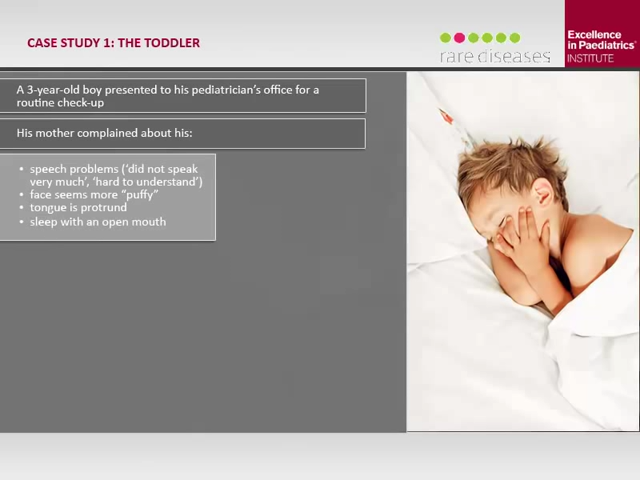 CASE STUDY 1: THE TODDLER
rare diseases
Excellence
in Paediatrics
INSTITUTE
A 3-year-old boy presented to his pediatrician's office for a
routine check-up
His mother complained about his:
• speech problems ('did not speak
very much', 'hard to understand')
• face seems more "puffy"
• tongue is protrund
• sleep with an open mouth